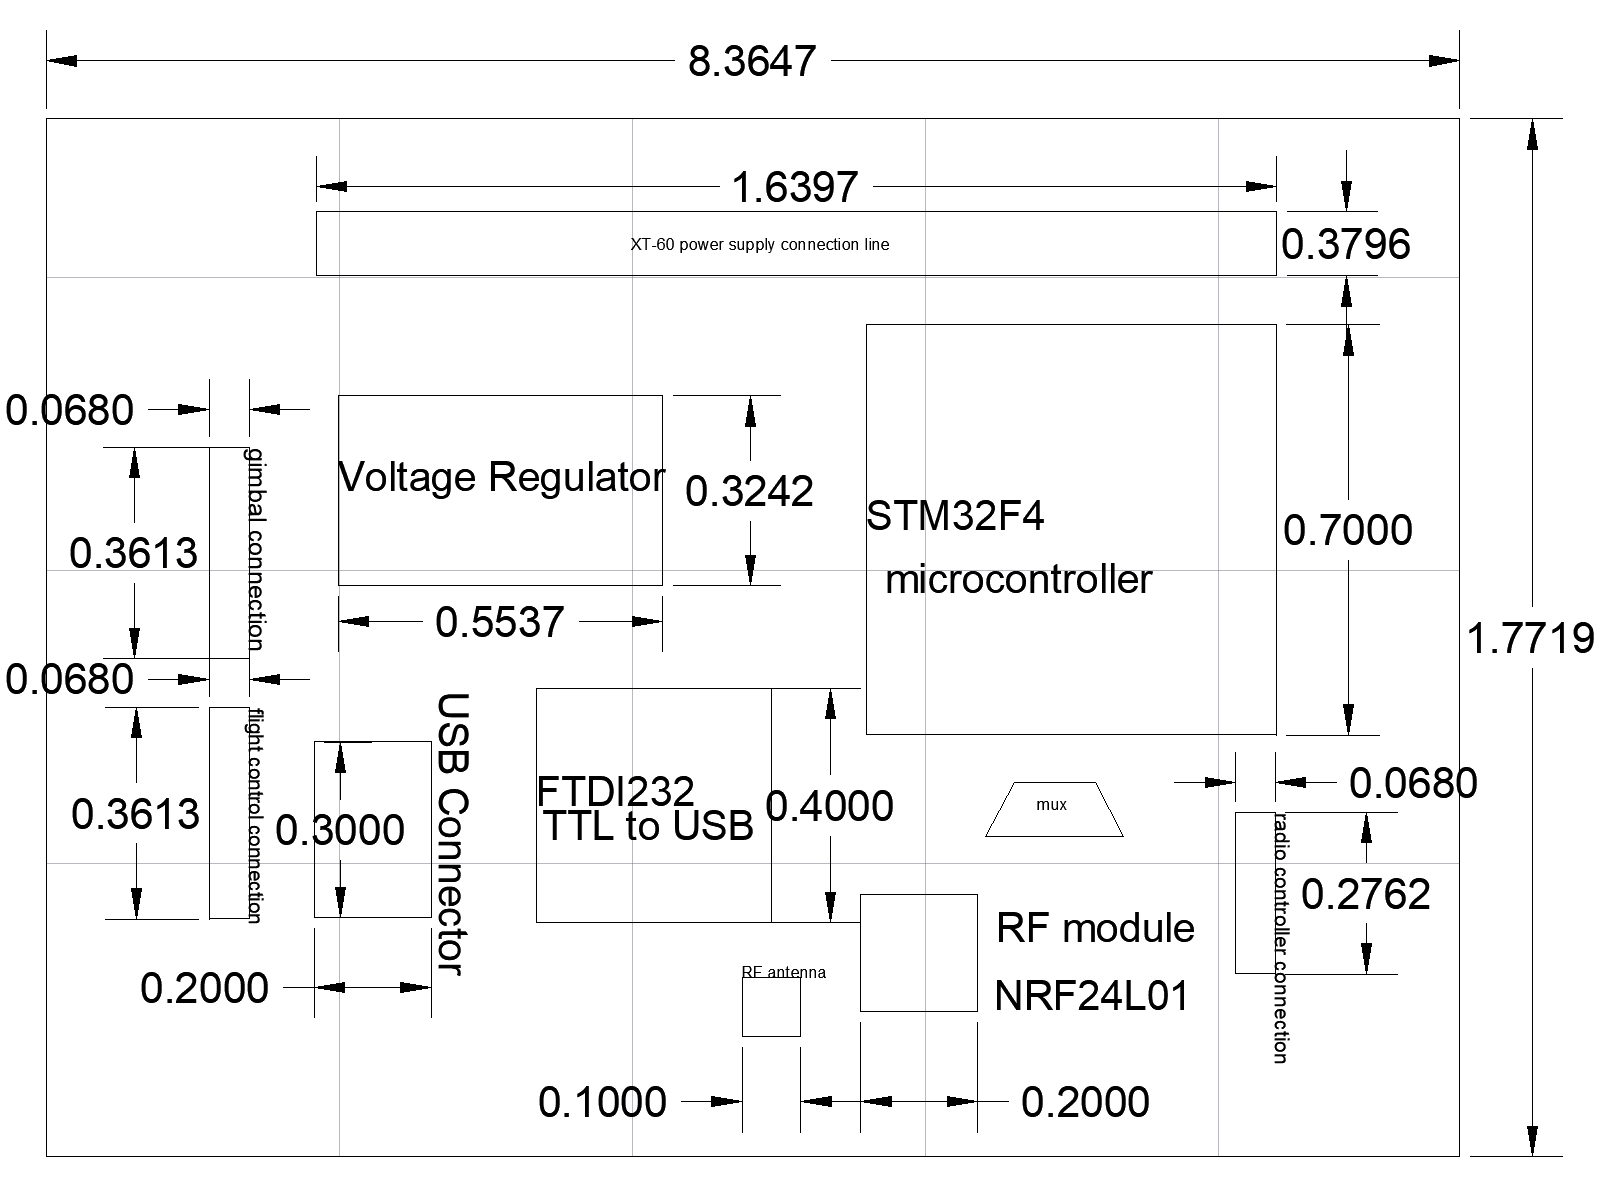 8.3647
1.6397
XT-60 power supply connection line
0.3796
0.0680
gimbal connection
0.3613
Voltage Regulator
0.3242
0.5537
STM32F4
microcontroller
0.7000
1.7719
0.0680
flight control connection
0.3613
USB Connector
0.3000
0.2000
FTDI232
TTL to USB
0.4000
mux
0.0680
radio controller connection
0.2762
RF module
NRF24L01
RF antenna
0.1000
0.2000